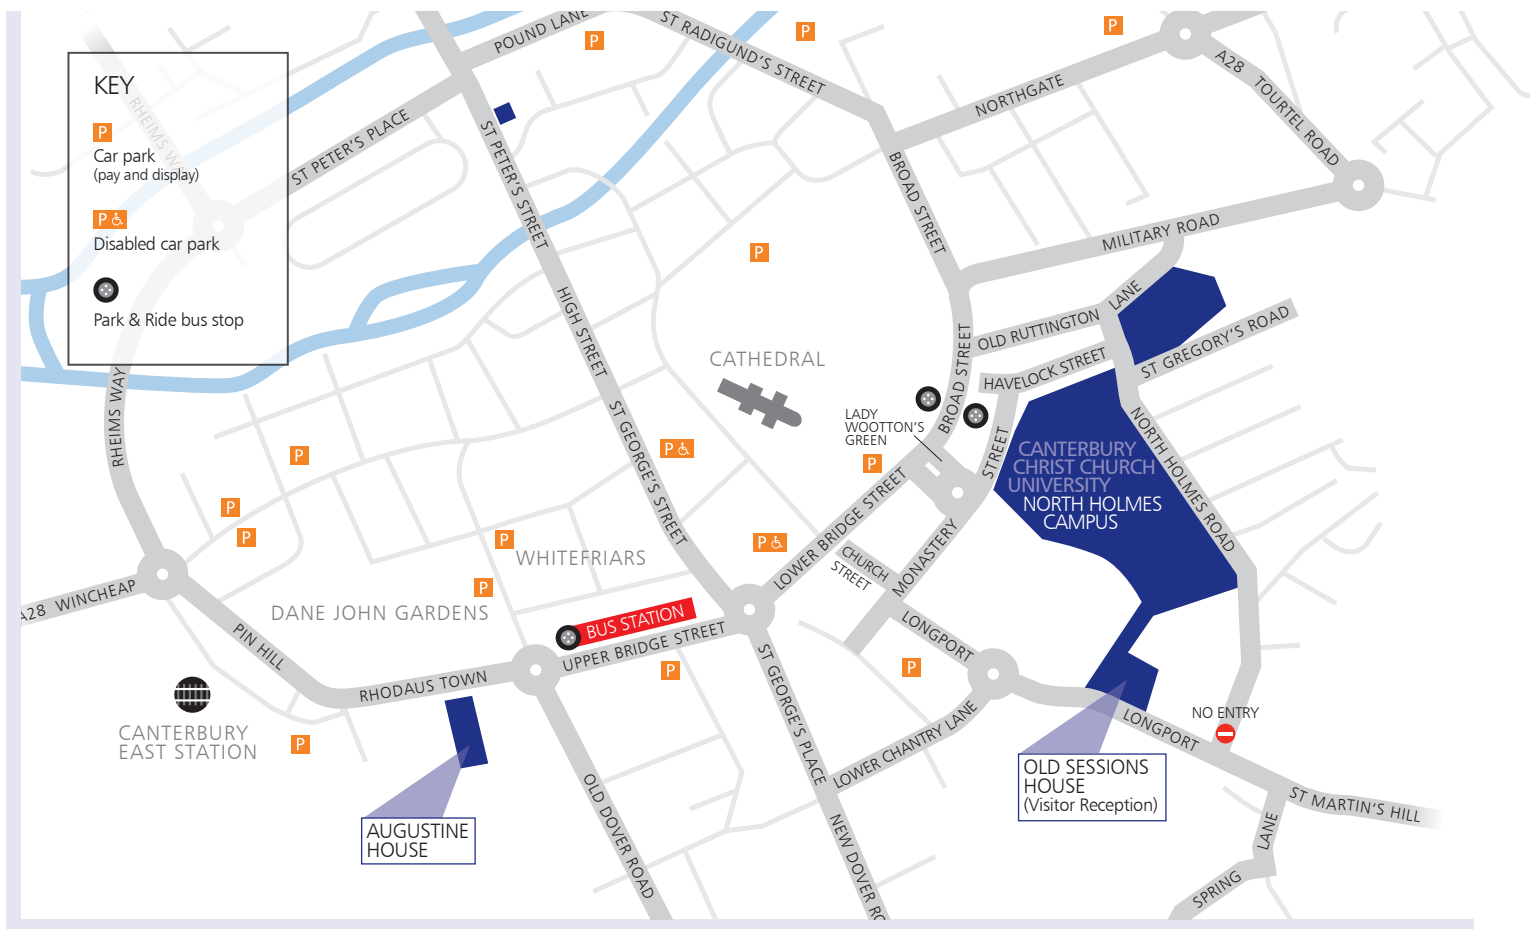 KEY
P
Car park
(pay and display)
P
Disabled car park
Park & Ride bus stop
RHEIMS WAY
RHEIMS WAY
ST PETER'S PLACE
POUND LANE
P
ST RADIGUND'S STREET
P
P
NORTHGATE
A28 TOURTEL ROAD
ST PETER'S STREET
BROAD STREET
MILITARY ROAD
P
HIGH STREET
OLD RUTTINGTON LANE
ST GREGORY'S ROAD
HAVELOCK STREET
BROAD STREET
CATHEDRAL
LADY
WOOTTON'S
GREEN
ST GEORGE'S STREET
P
P
P
P
P
P
P
P
P
STREET
MONASTERY
CANTERBURY
CHRIST CHURCH
UNIVERSITY
NORTH HOLMES
CAMPUS
NORTH HOLMES ROAD
LOWER BRIDGE STREET
CHURCH
STREET
WHITEFRIARS
DANE JOHN GARDENS
A28 WINCHEAP
PIN HILL
RHODAUS TOWN
BUS STATION
UPPER BRIDGE STREET
P
P
LONGPORT
LONGPORT
NO ENTRY
CANTERBURY
EAST STATION
P
ST GEORGE'S PLACE
LOWER CHANTRY LANE
OLD DOVER ROAD
NEW DOVER RO
AUGUSTINE
HOUSE
OLD SESSIONS
HOUSE
(Visitor Reception)
ST MARTIN'S HILL
SPRING LANE